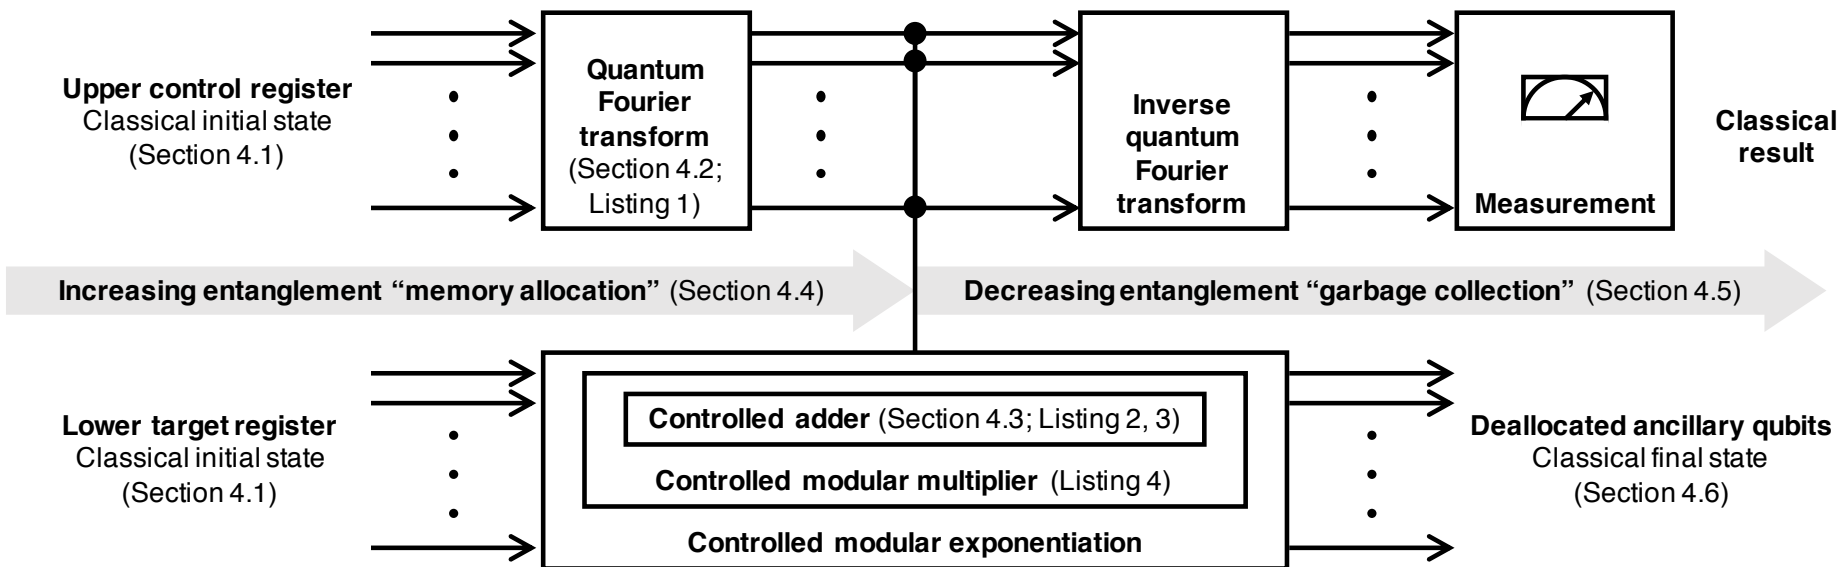 Upper control register
Classical initial state
(Section 4.1)
Quantum
Fourier
transform
(Section 4.2;
Listing 1)
Inverse
quantum
Fourier
transform
Measurement
Classical
result
Increasing entanglement “memory allocation” (Section 4.4)
Decreasing entanglement “garbage collection” (Section 4.5)
Lower target register
Classical initial state
(Section 4.1)
Controlled adder (Section 4.3; Listing 2, 3)
Controlled modular multiplier (Listing 4)
Controlled modular exponentiation
Deallocated ancillary qubits
Classical final state
(Section 4.6)